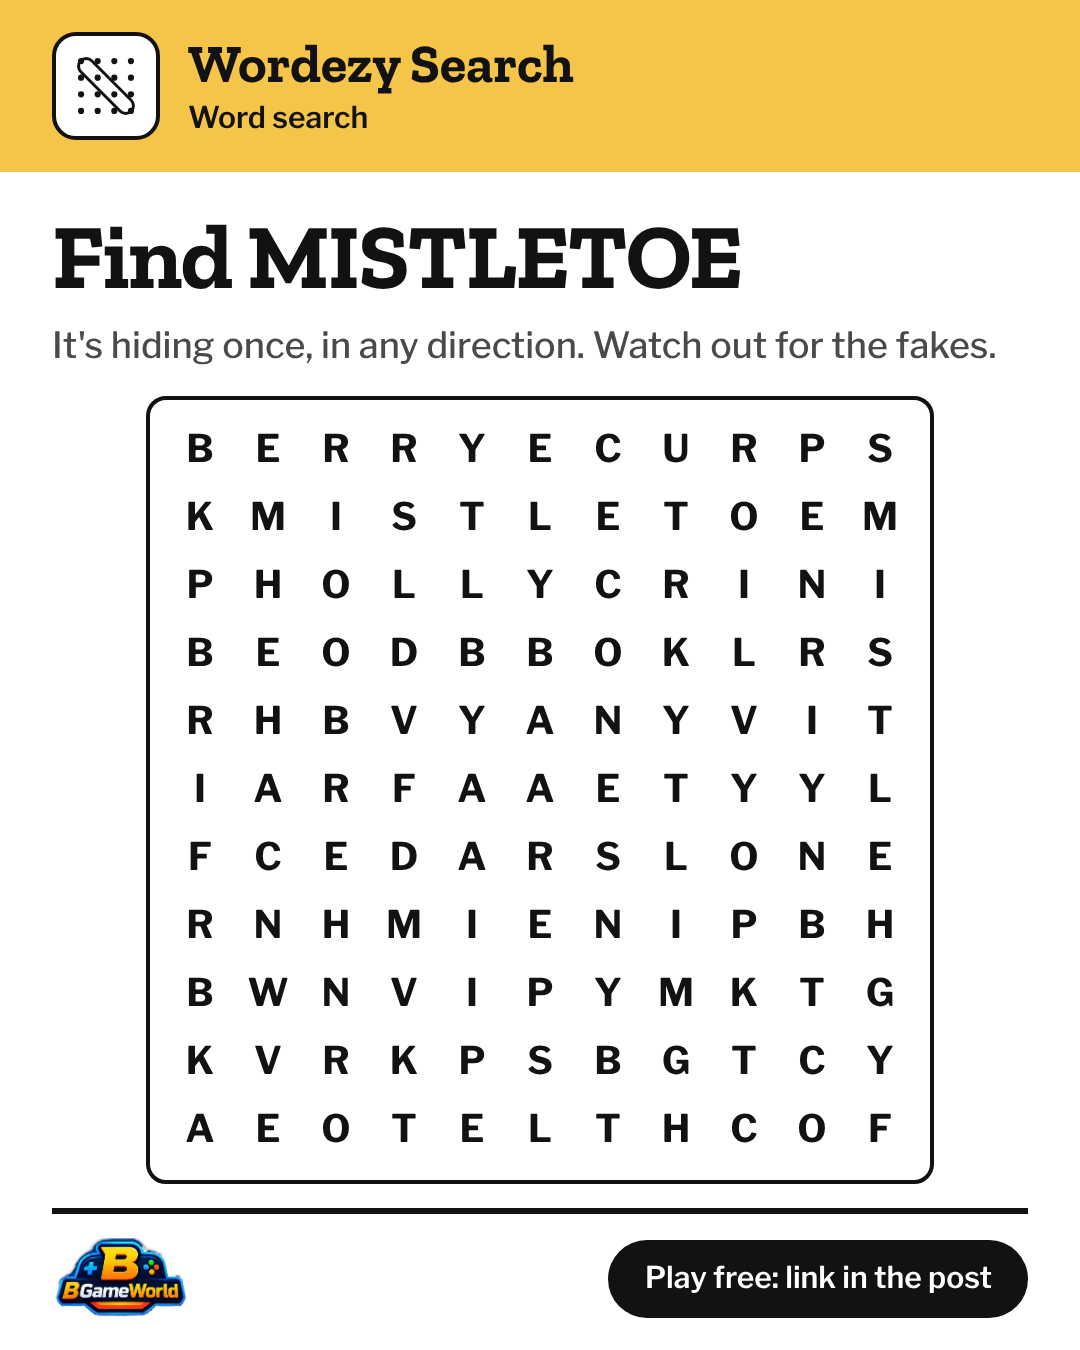 Wordezy Search
Word search
Find MISTLETOE
It's hiding once, in any direction. Watch out for the fakes.
B E R R Y E C U R P S
K M I S T L E T O E M
P H O L L Y C R I N I
B E O D B B O K L R S
R H B V Y A N Y V I T
I A R F A A E T Y Y L
F C E D A R S L O N E
R N H M I E N I P B H
B W N V I P Y M K T G
K V R K P S B G T C Y
A E O T E L T H C O F
B
BGameWorld
Play free: link in the post